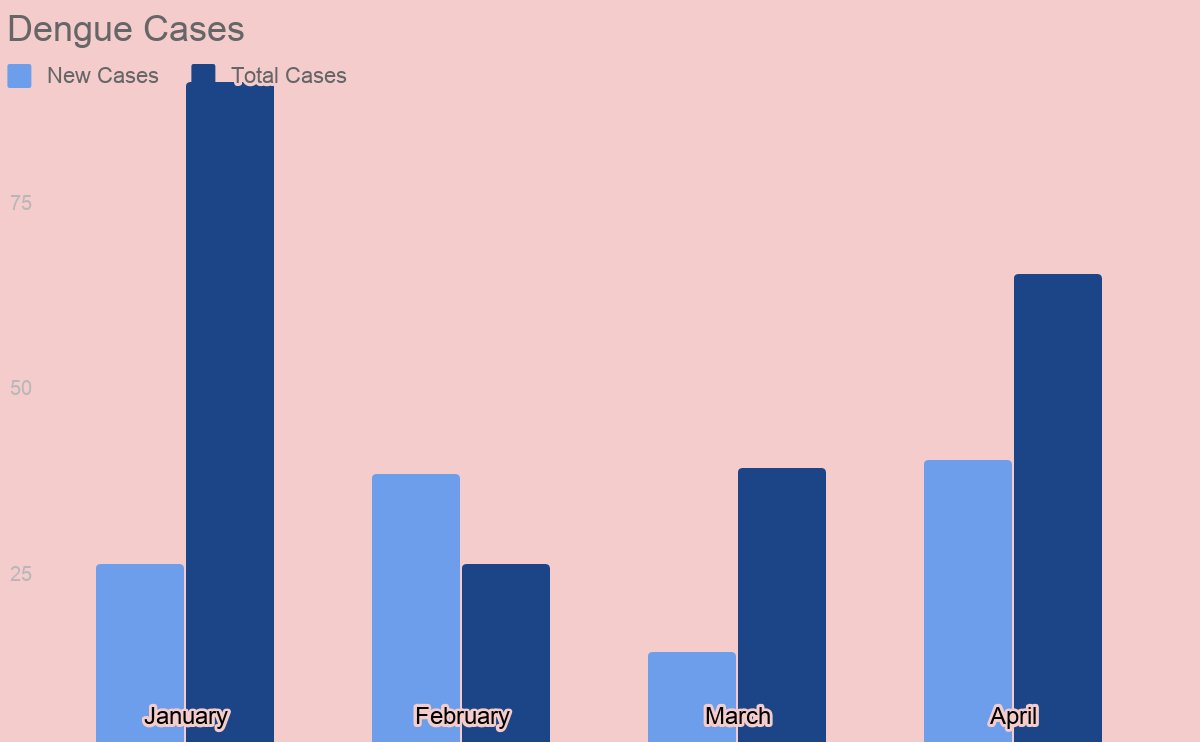 Dengue Cases
New Cases Total Cases
75
50
25
January February March April